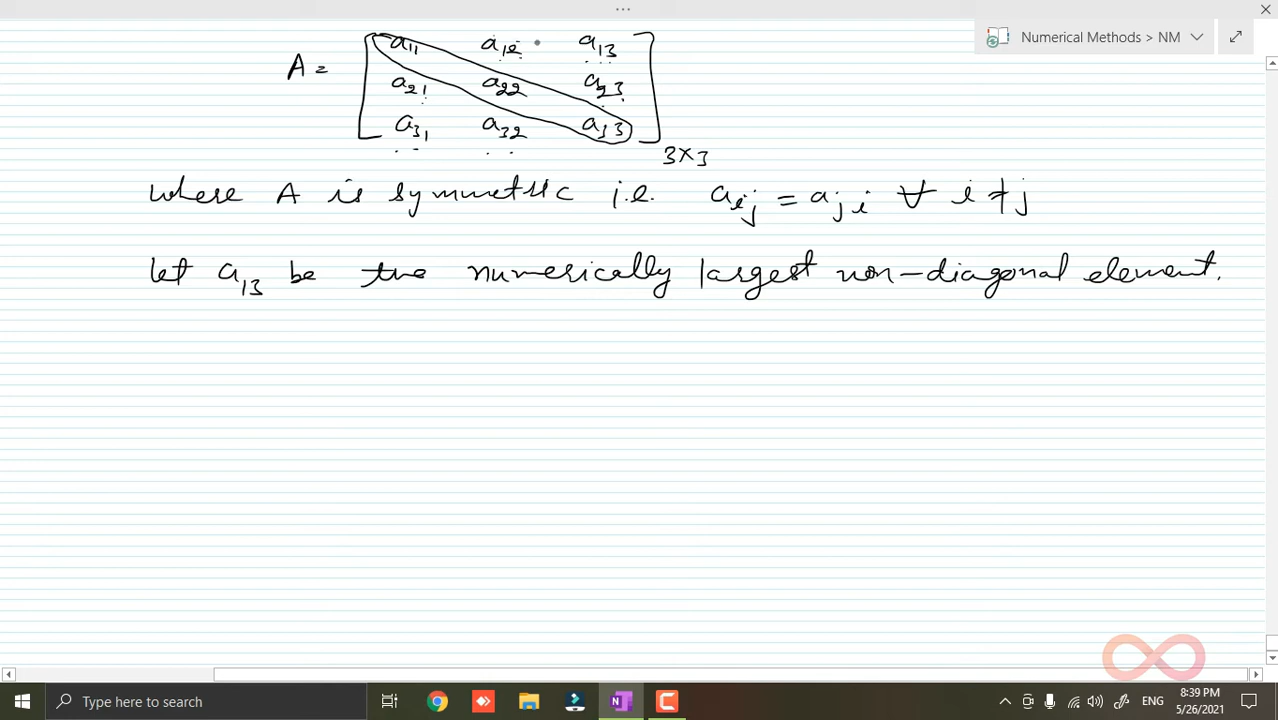 Numerical Methods > NM
a11 a12 a13
A = a21 a22 a23
a31 a32 a33
3×3
where A is symmetric i.e. aij = aji ∀ i ≠ j
let a13 be the numerically largest non-diagonal element.
Type here to search
ENG
8:39 PM
5/26/2021